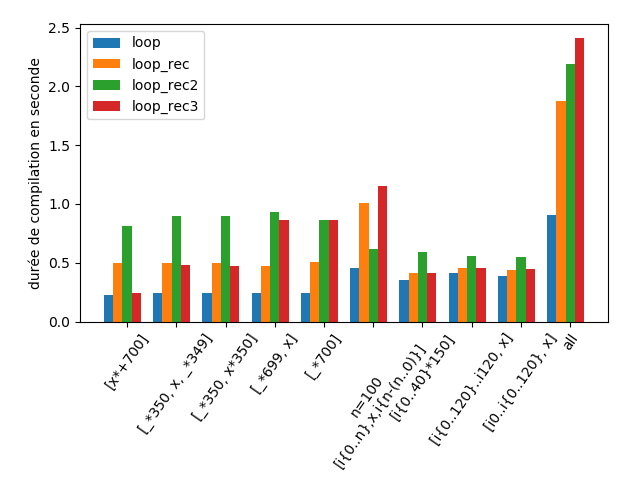 2.5
2.0
1.5
1.0
0.5
0.0
durée de compilation en seconde
loop
loop_rec
loop_rec2
loop_rec3
[x*+700]
[_*350, x, _*349]
[_*350, x*350]
[_*699, x]
[_*700]
n=100
[i{0..n},x,i{n-(n..0)}]
[i{0..40}*150]
[i{0..120}..i120, x]
[i0..i{0..120}, x]
all